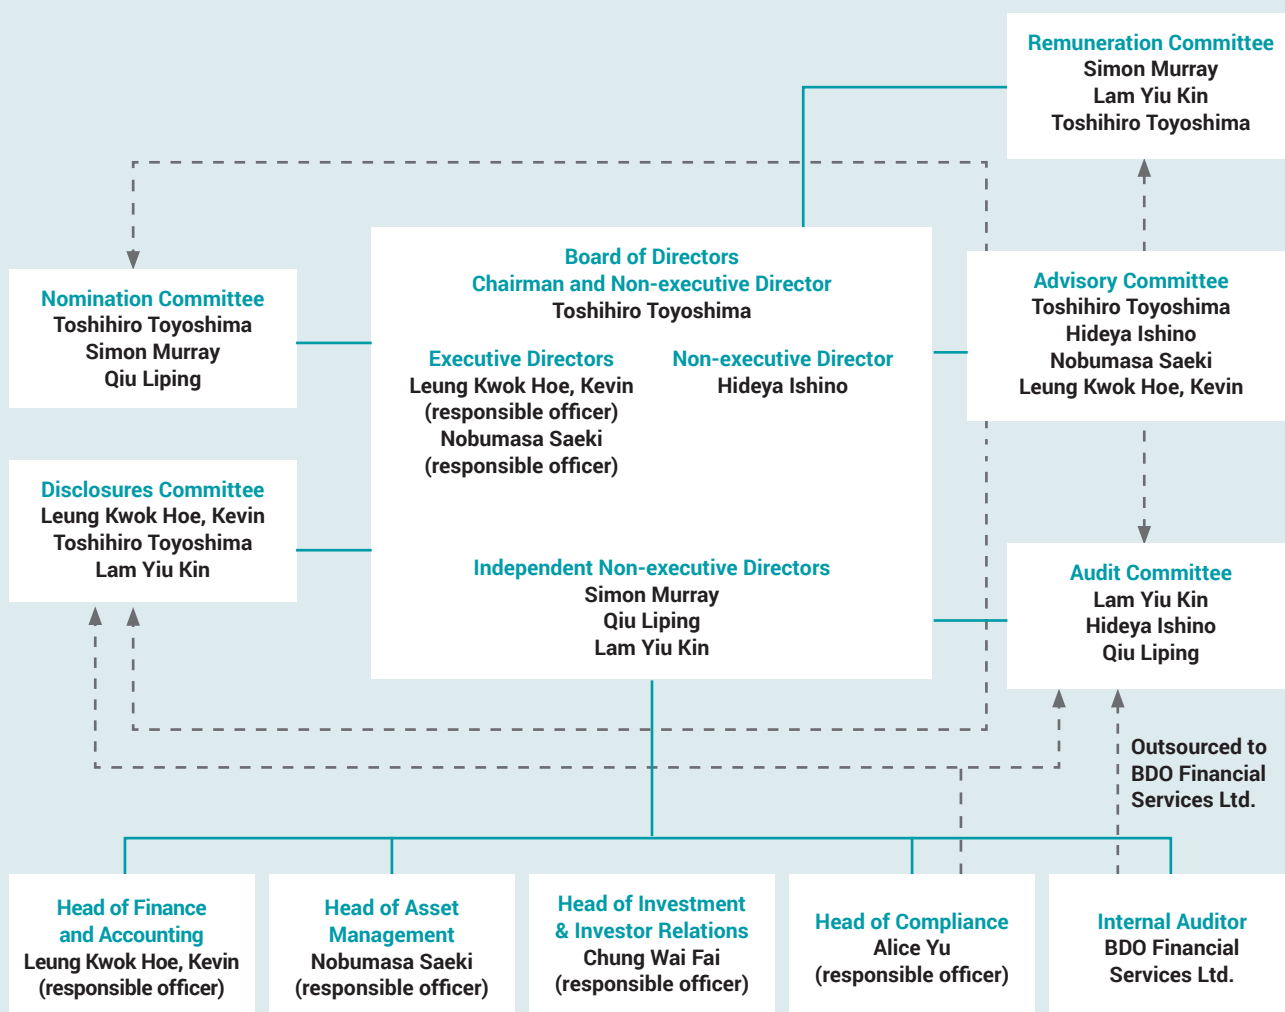 Remuneration Committee
Simon Murray
Lam Yiu Kin
Toshihiro Toyoshima
Board of Directors
Chairman and Non-executive Director
Toshihiro Toyoshima
Executive Directors
Leung Kwok Hoe, Kevin
(responsible officer)
Nobumasa Saeki
(responsible officer)
Non-executive Director
Hideya Ishino
Independent Non-executive Directors
Simon Murray
Qiu Liping
Lam Yiu Kin
Nomination Committee
Toshihiro Toyoshima
Simon Murray
Qiu Liping
Advisory Committee
Toshihiro Toyoshima
Hideya Ishino
Nobumasa Saeki
Leung Kwok Hoe, Kevin
Disclosures Committee
Leung Kwok Hoe, Kevin
Toshihiro Toyoshima
Lam Yiu Kin
Audit Committee
Lam Yiu Kin
Hideya Ishino
Qiu Liping
Outsourced to
BDO Financial
Services Ltd.
Head of Finance
and Accounting
Leung Kwok Hoe, Kevin
(responsible officer)
Head of Asset
Management
Nobumasa Saeki
(responsible officer)
Head of Investment
& Investor Relations
Chung Wai Fai
(responsible officer)
Head of Compliance
Alice Yu
(responsible officer)
Internal Auditor
BDO Financial
Services Ltd.